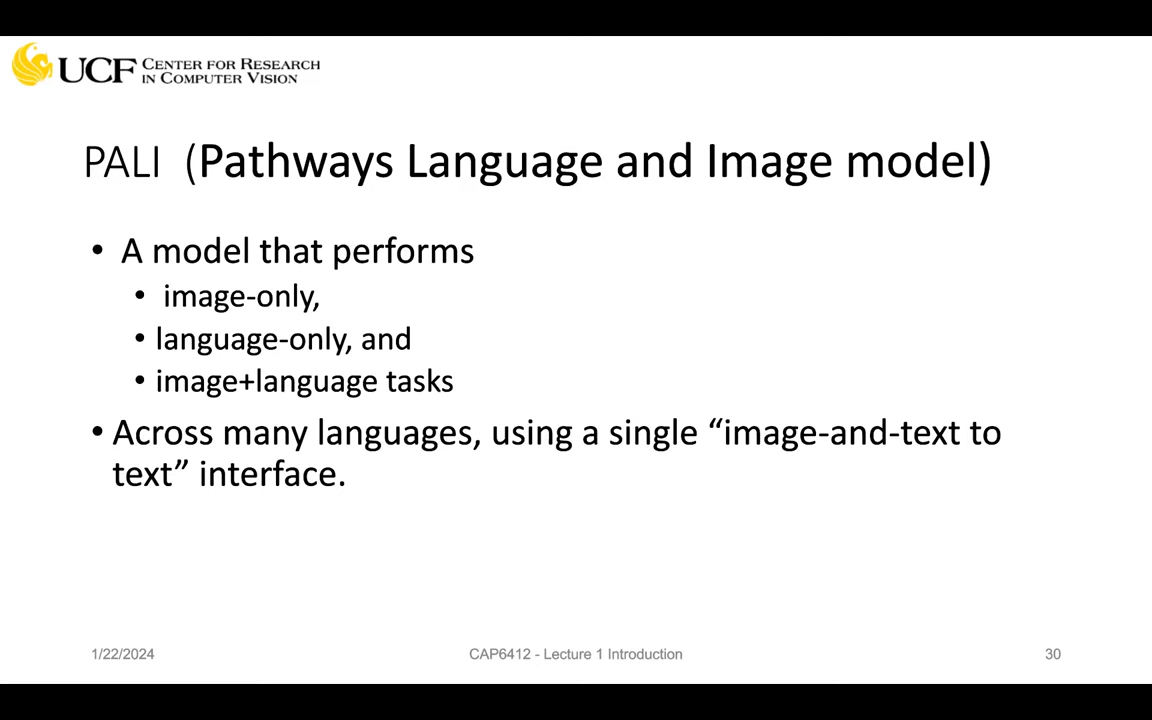 UCF CENTER FOR RESEARCH
IN COMPUTER VISION
PALI (Pathways Language and Image model)
• A model that performs
• image-only,
• language-only, and
• image+language tasks
• Across many languages, using a single “image-and-text to
text” interface.
1/22/2024 CAP6412 - Lecture 1 Introduction 30